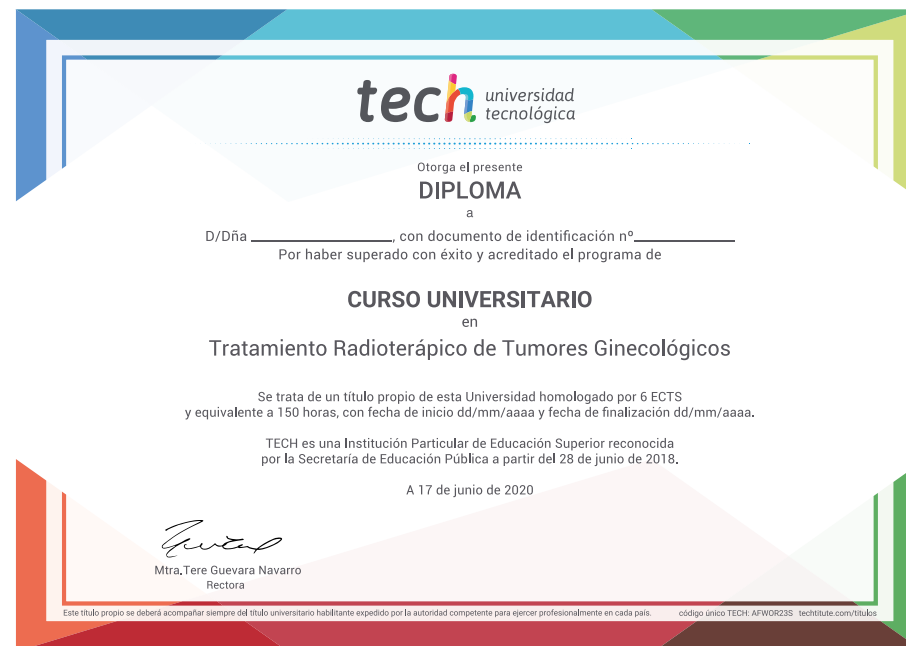 tech universidad
tecnológica
Otorga el presente
DIPLOMA
a
D/Dña ____________________, con documento de identificación nº______________
Por haber superado con éxito y acreditado el programa de
CURSO UNIVERSITARIO
en
Tratamiento Radioterápico de Tumores Ginecológicos
Se trata de un título propio de esta Universidad homologado por 6 ECTS
y equivalente a 150 horas, con fecha de inicio dd/mm/aaaa y fecha de finalización dd/mm/aaaa.
TECH es una Institución Particular de Educación Superior reconocida
por la Secretaría de Educación Pública a partir del 28 de junio de 2018.
A 17 de junio de 2020
Mtra.Tere Guevara Navarro
Rectora
Este título propio se deberá acompañar siempre del título universitario habilitante expedido por la autoridad competente para ejercer profesionalmente en cada país. código único TECH: AFWOR23S techtitute.com/titulos